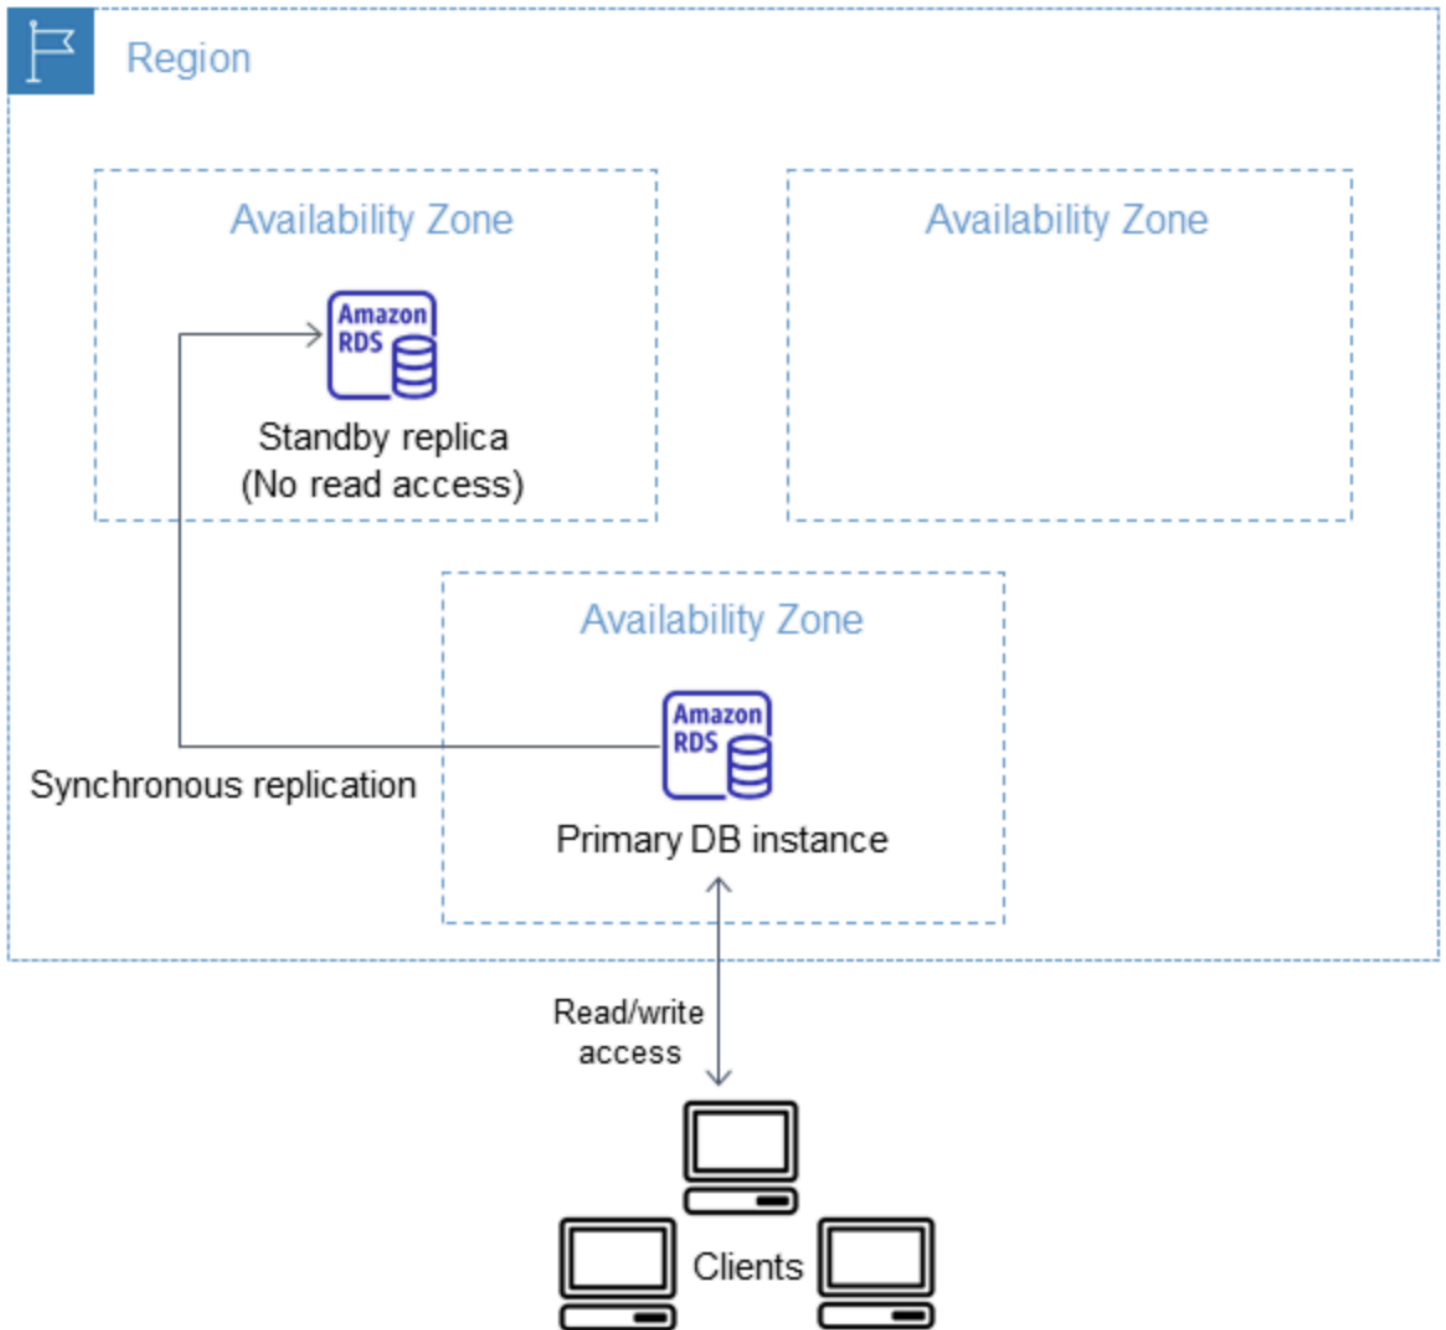 Region
Availability Zone
Availability Zone
Amazon
RDS
Standby replica
(No read access)
Availability Zone
Amazon
RDS
Synchronous replication
Primary DB instance
Read/write
access
Clients